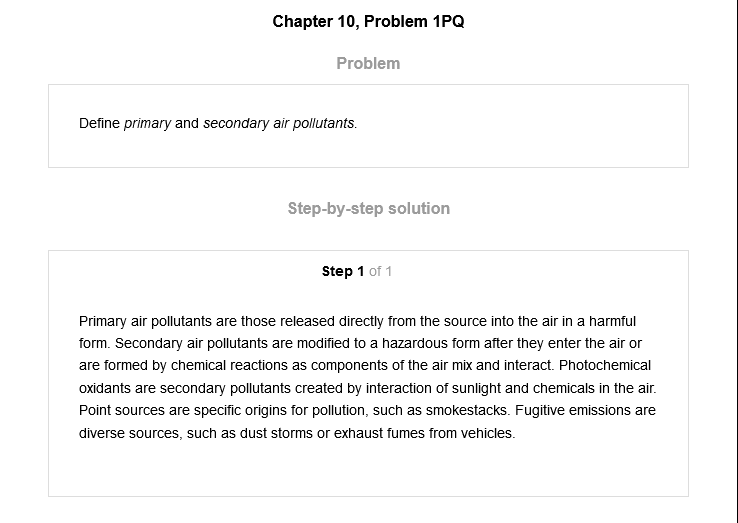 Chapter 10, Problem 1PQ
Problem
Define primary and secondary air pollutants.
Step-by-step solution
Step 1 of 1
Primary air pollutants are those released directly from the source into the air in a harmful
form. Secondary air pollutants are modified to a hazardous form after they enter the air or
are formed by chemical reactions as components of the air mix and interact. Photochemical
oxidants are secondary pollutants created by interaction of sunlight and chemicals in the air.
Point sources are specific origins for pollution, such as smokestacks. Fugitive emissions are
diverse sources, such as dust storms or exhaust fumes from vehicles.